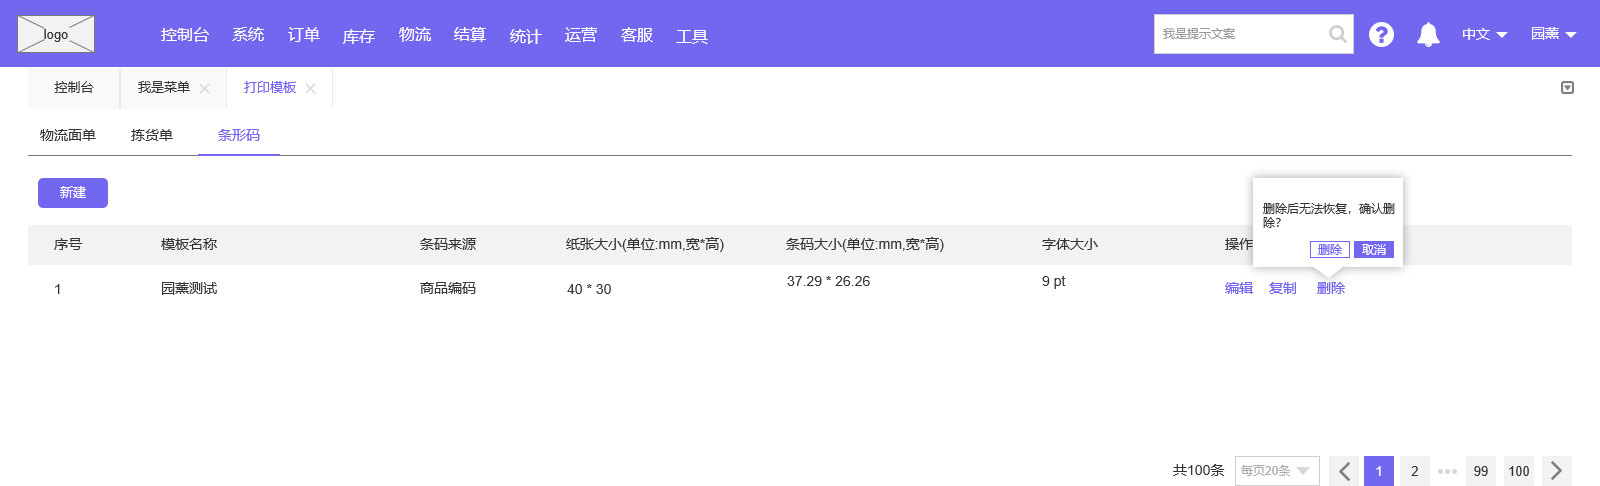 logo
控制台 系统 订单 库存 物流 结算 统计 运营 客服 工具
我是提示文案
?
中文
园薰
控制台 我是菜单 打印模板
物流面单 拣货单 条形码
新建
删除后无法恢复，确认删
除?
删除 取消
序号 模板名称 条码来源 纸张大小(单位:mm,宽*高) 条码大小(单位:mm,宽*高) 字体大小 操作
1 园薰测试 商品编码 40 * 30 37.29 * 26.26 9 pt 编辑 复制 删除
共100条 每页20条 1 2 99 100